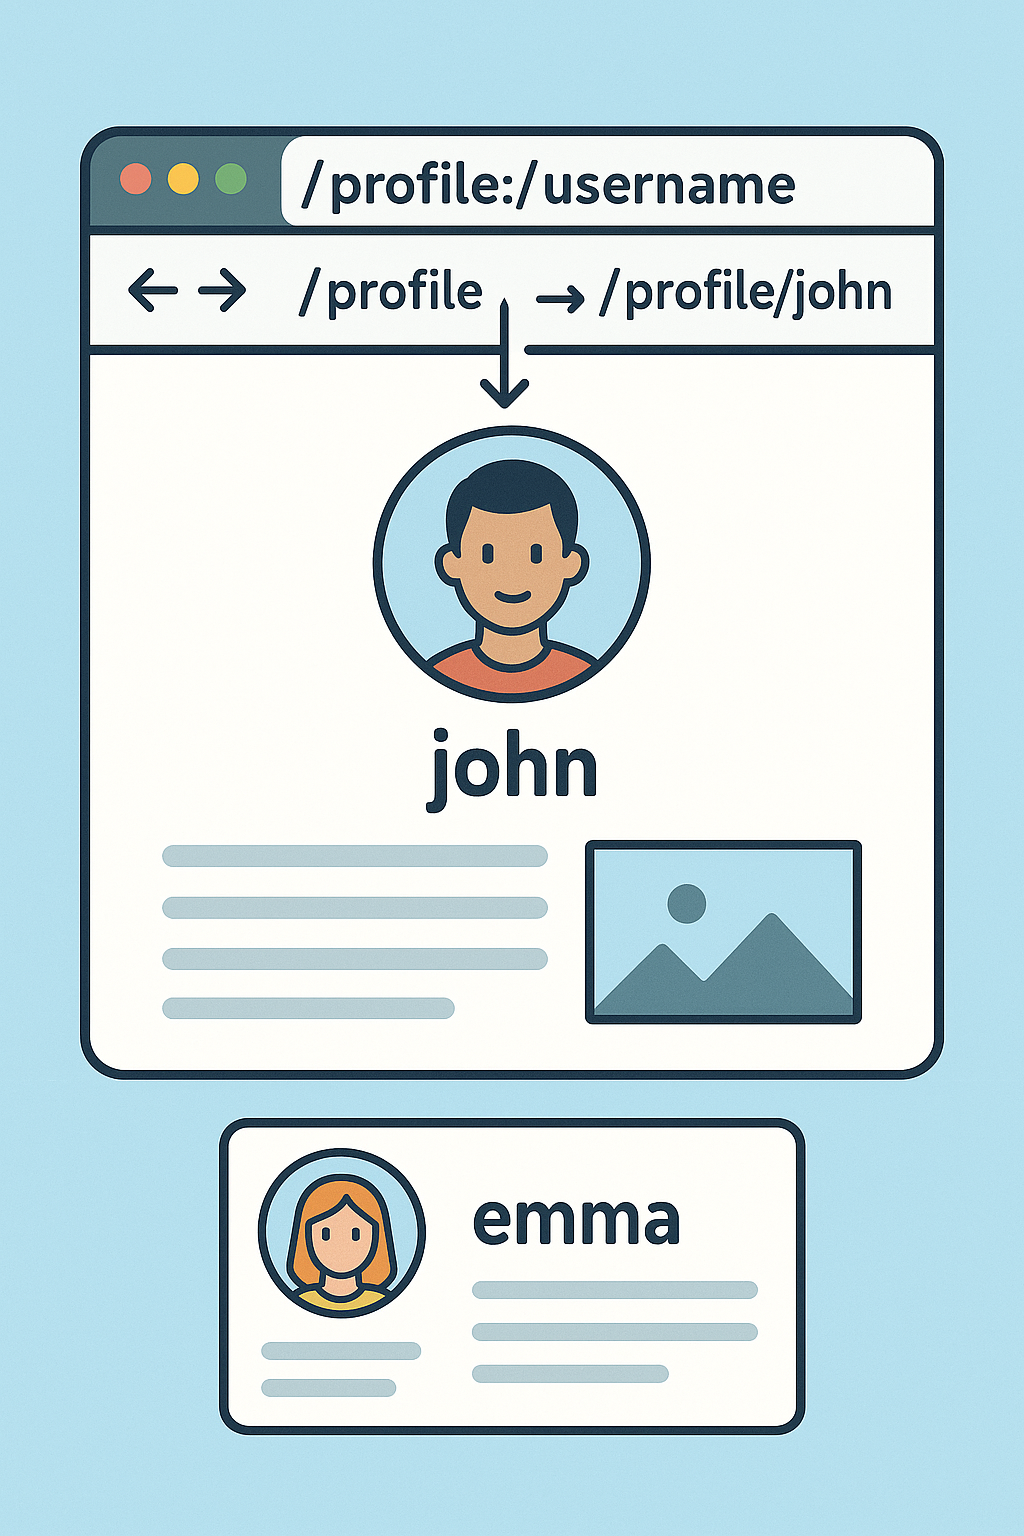 /profile:/username
/profile → /profile/john
john
emma